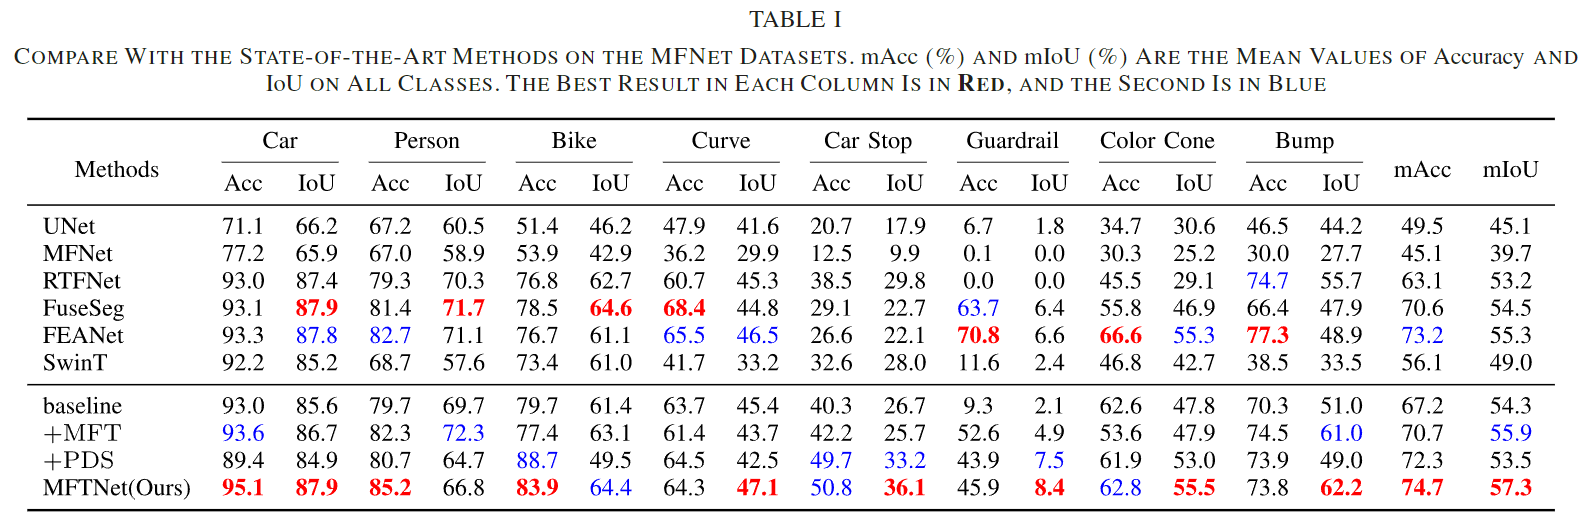 TABLE I
COMPARE WITH THE STATE-OF-THE-ART METHODS ON THE MFNET DATASETS. mAcc (%) AND mIoU (%) ARE THE MEAN VALUES OF Accuracy AND
IoU ON ALL CLASSES. THE BEST RESULT IN EACH COLUMN IS IN RED, AND THE SECOND IS IN BLUE
Methods Car Person Bike Curve Car Stop Guardrail Color Cone Bump mAcc mIoU
Acc IoU Acc IoU Acc IoU Acc IoU Acc IoU Acc IoU Acc IoU Acc IoU
UNet 71.1 66.2 67.2 60.5 51.4 46.2 47.9 41.6 20.7 17.9 6.7 1.8 34.7 30.6 46.5 44.2 49.5 45.1
MFNet 77.2 65.9 67.0 58.9 53.9 42.9 36.2 29.9 12.5 9.9 0.1 0.0 30.3 25.2 30.0 27.7 45.1 39.7
RTFNet 93.0 87.4 79.3 70.3 76.8 62.7 60.7 45.3 38.5 29.8 0.0 0.0 45.5 29.1 74.7 55.7 63.1 53.2
FuseSeg 93.1 87.9 81.4 71.7 78.5 64.6 68.4 44.8 29.1 22.7 63.7 6.4 55.8 46.9 66.4 47.9 70.6 54.5
FEANet 93.3 87.8 82.7 71.1 76.7 61.1 65.5 46.5 26.6 22.1 70.8 6.6 66.6 55.3 77.3 48.9 73.2 55.3
SwinT 92.2 85.2 68.7 57.6 73.4 61.0 41.7 33.2 32.6 28.0 11.6 2.4 46.8 42.7 38.5 33.5 56.1 49.0
baseline 93.0 85.6 79.7 69.7 79.7 61.4 63.7 45.4 40.3 26.7 9.3 2.1 62.6 47.8 70.3 51.0 67.2 54.3
+MFT 93.6 86.7 82.3 72.3 77.4 63.1 61.4 43.7 42.2 25.7 52.6 4.9 53.6 47.9 74.5 61.0 70.7 55.9
+PDS 89.4 84.9 80.7 64.7 88.7 49.5 64.5 42.5 49.7 33.2 43.9 7.5 61.9 53.0 73.9 49.0 72.3 53.5
MFTNet(Ours) 95.1 87.9 85.2 66.8 83.9 64.4 64.3 47.1 50.8 36.1 45.9 8.4 62.8 55.5 73.8 62.2 74.7 57.3